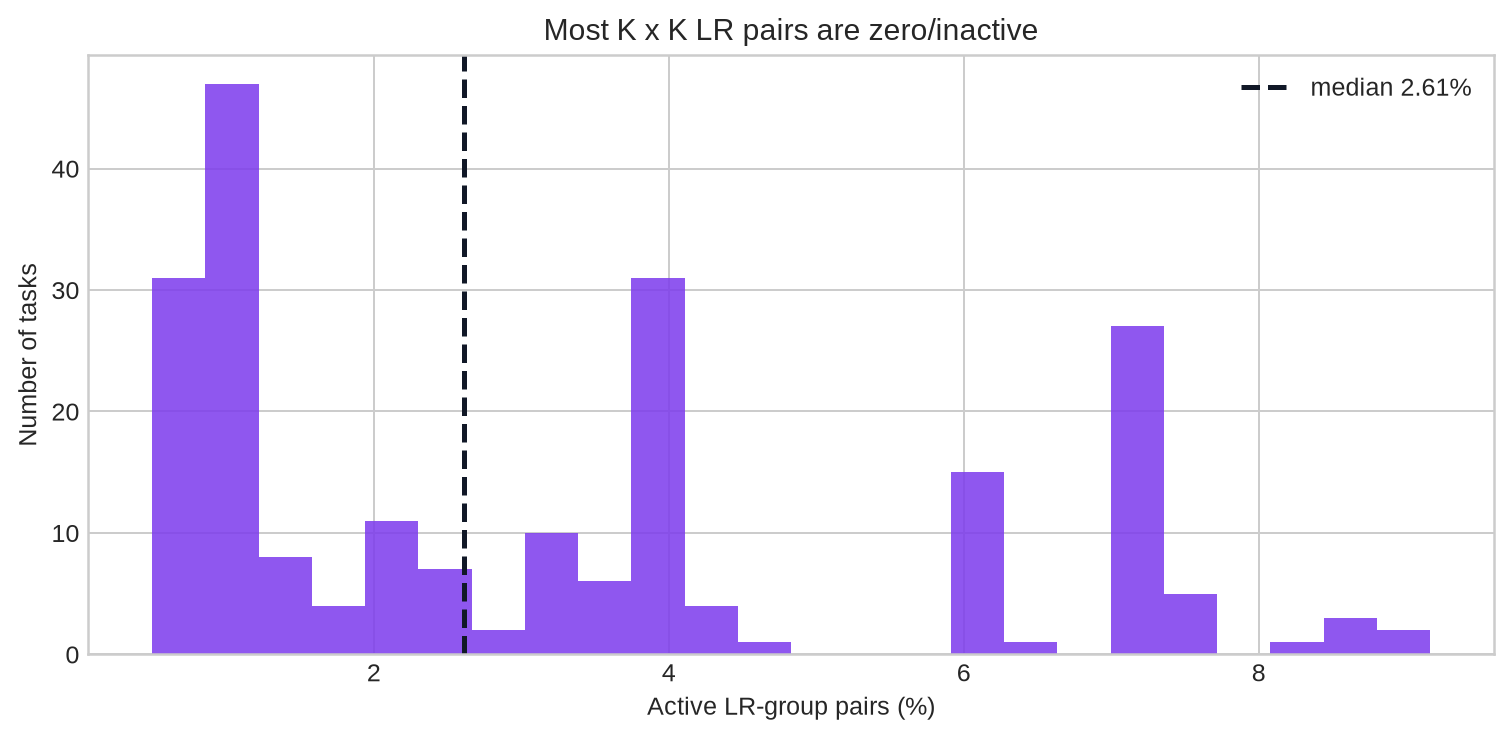 Most K x K LR pairs are zero/inactive
median 2.61%
Number of tasks
40
30
20
10
0
2 4 6 8
Active LR-group pairs (%)